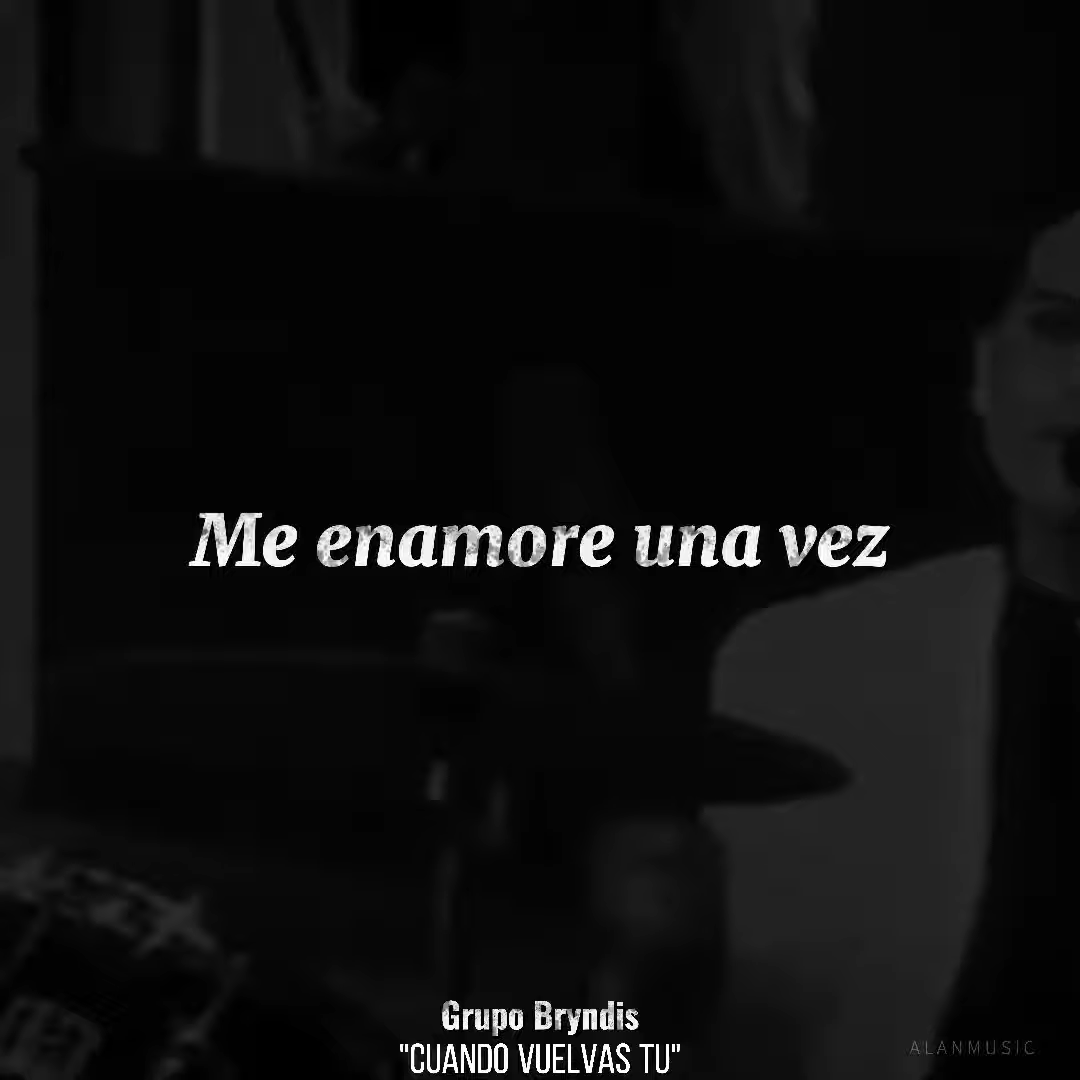 Me enamore una vez
Grupo Bryndis
"CUANDO VUELVAS TU"
ALANMUSIC